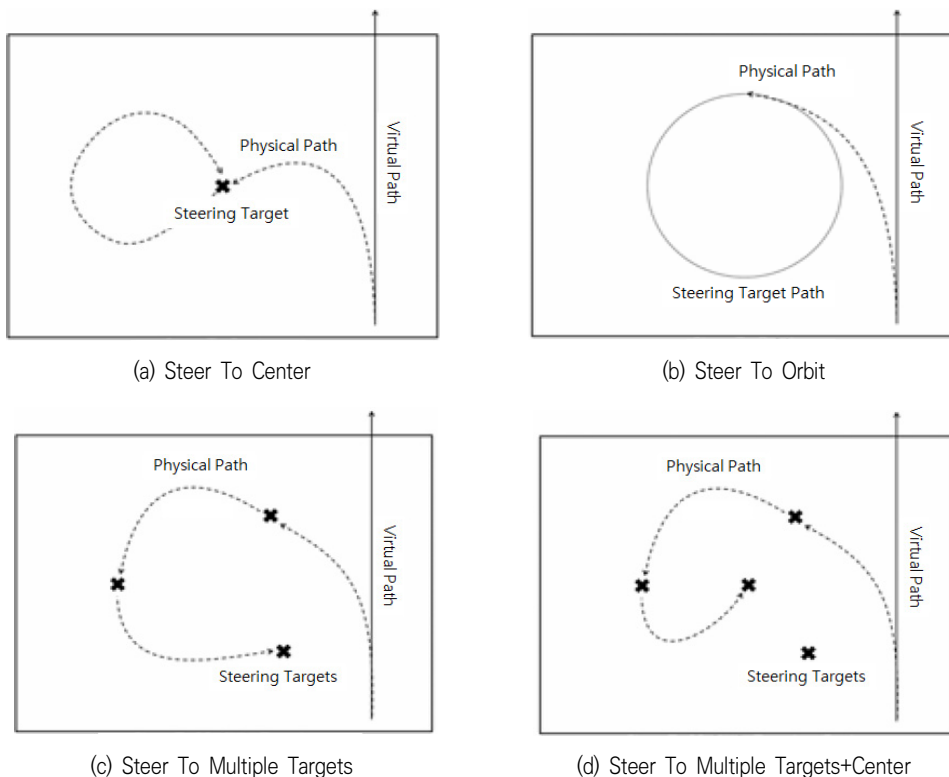 Physical Path
Virtual Path
Steering Target
(a) Steer To Center
Physical Path
Virtual Path
Steering Target Path
(b) Steer To Orbit
Physical Path
Virtual Path
Steering Targets
(c) Steer To Multiple Targets
Physical Path
Virtual Path
Steering Targets
(d) Steer To Multiple Targets+Center